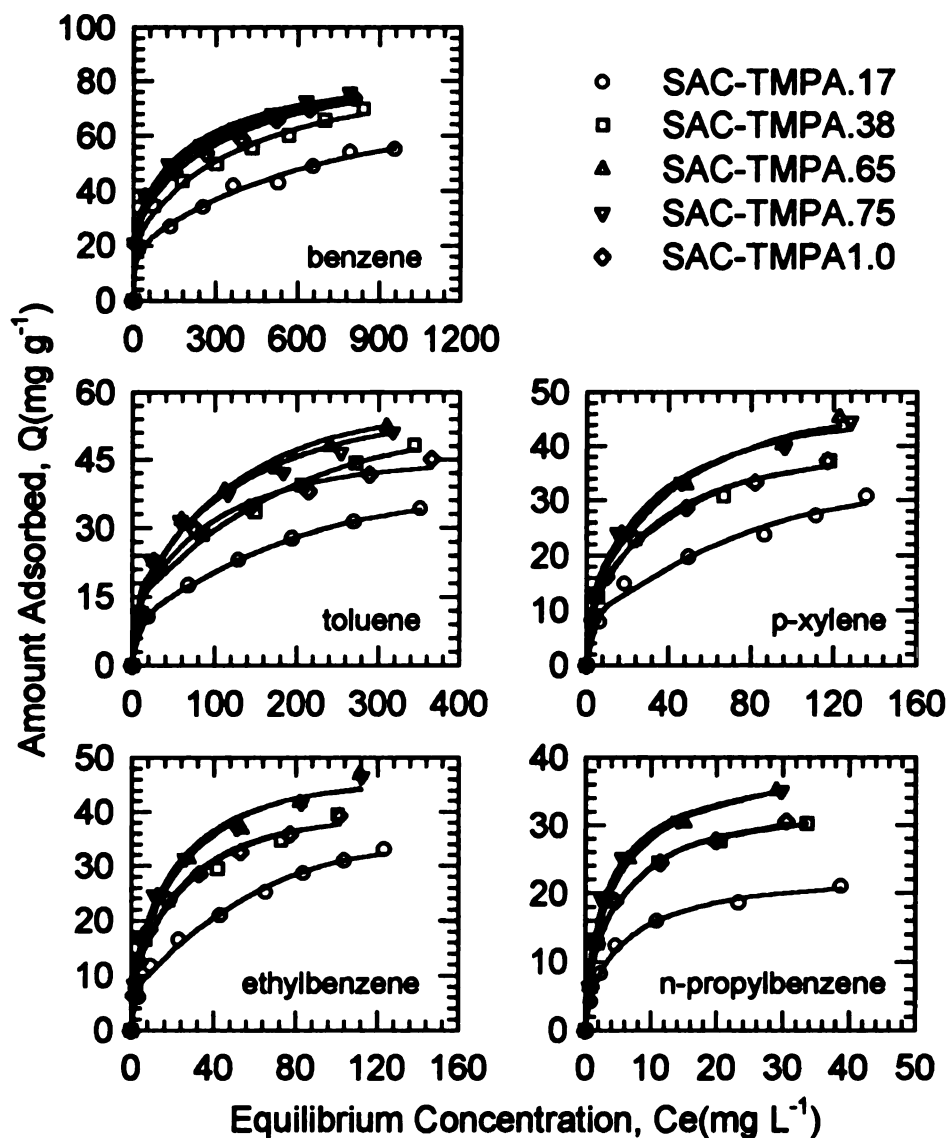 100
80
60
40
20
0
benzene
0 300 600 900 1200
SAC-TMPA.17
SAC-TMPA.38
SAC-TMPA.65
SAC-TMPA.75
SAC-TMPA1.0
Amount Adsorbed, Q(mg g⁻¹)
60
45
30
15
0
toluene
0 100 200 300 400
50
40
30
20
10
0
p-xylene
0 40 80 120 160
50
40
30
20
10
0
ethylbenzene
0 40 80 120 160
40
30
20
10
0
n-propylbenzene
0 10 20 30 40 50
Equilibrium Concentration, Ce(mg L⁻¹)